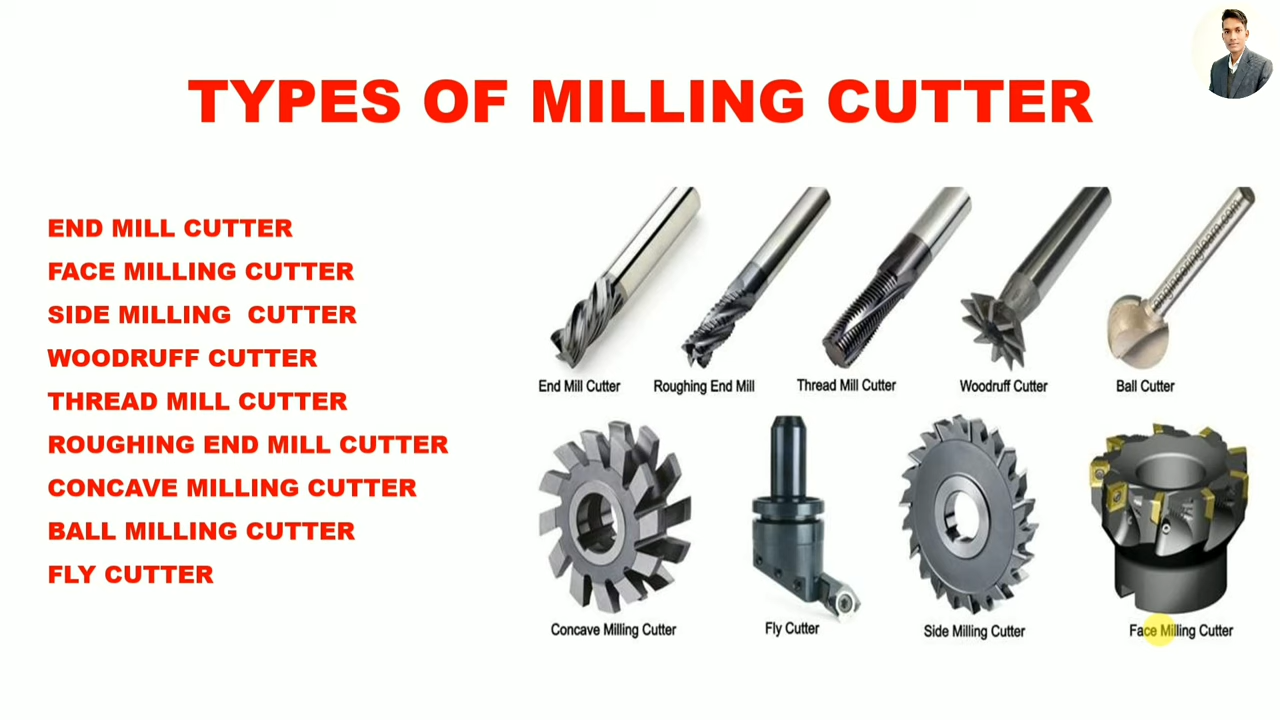 TYPES OF MILLING CUTTER
END MILL CUTTER
FACE MILLING CUTTER
SIDE MILLING  CUTTER
WOODRUFF CUTTER
THREAD MILL CUTTER
ROUGHING END MILL CUTTER
CONCAVE MILLING CUTTER
BALL MILLING CUTTER
FLY CUTTER
engineeringlearn.com
End Mill Cutter
Roughing End Mill
Thread Mill Cutter
Woodruff Cutter
Ball Cutter
Concave Milling Cutter
Fly Cutter
Side Milling Cutter
Face Milling Cutter